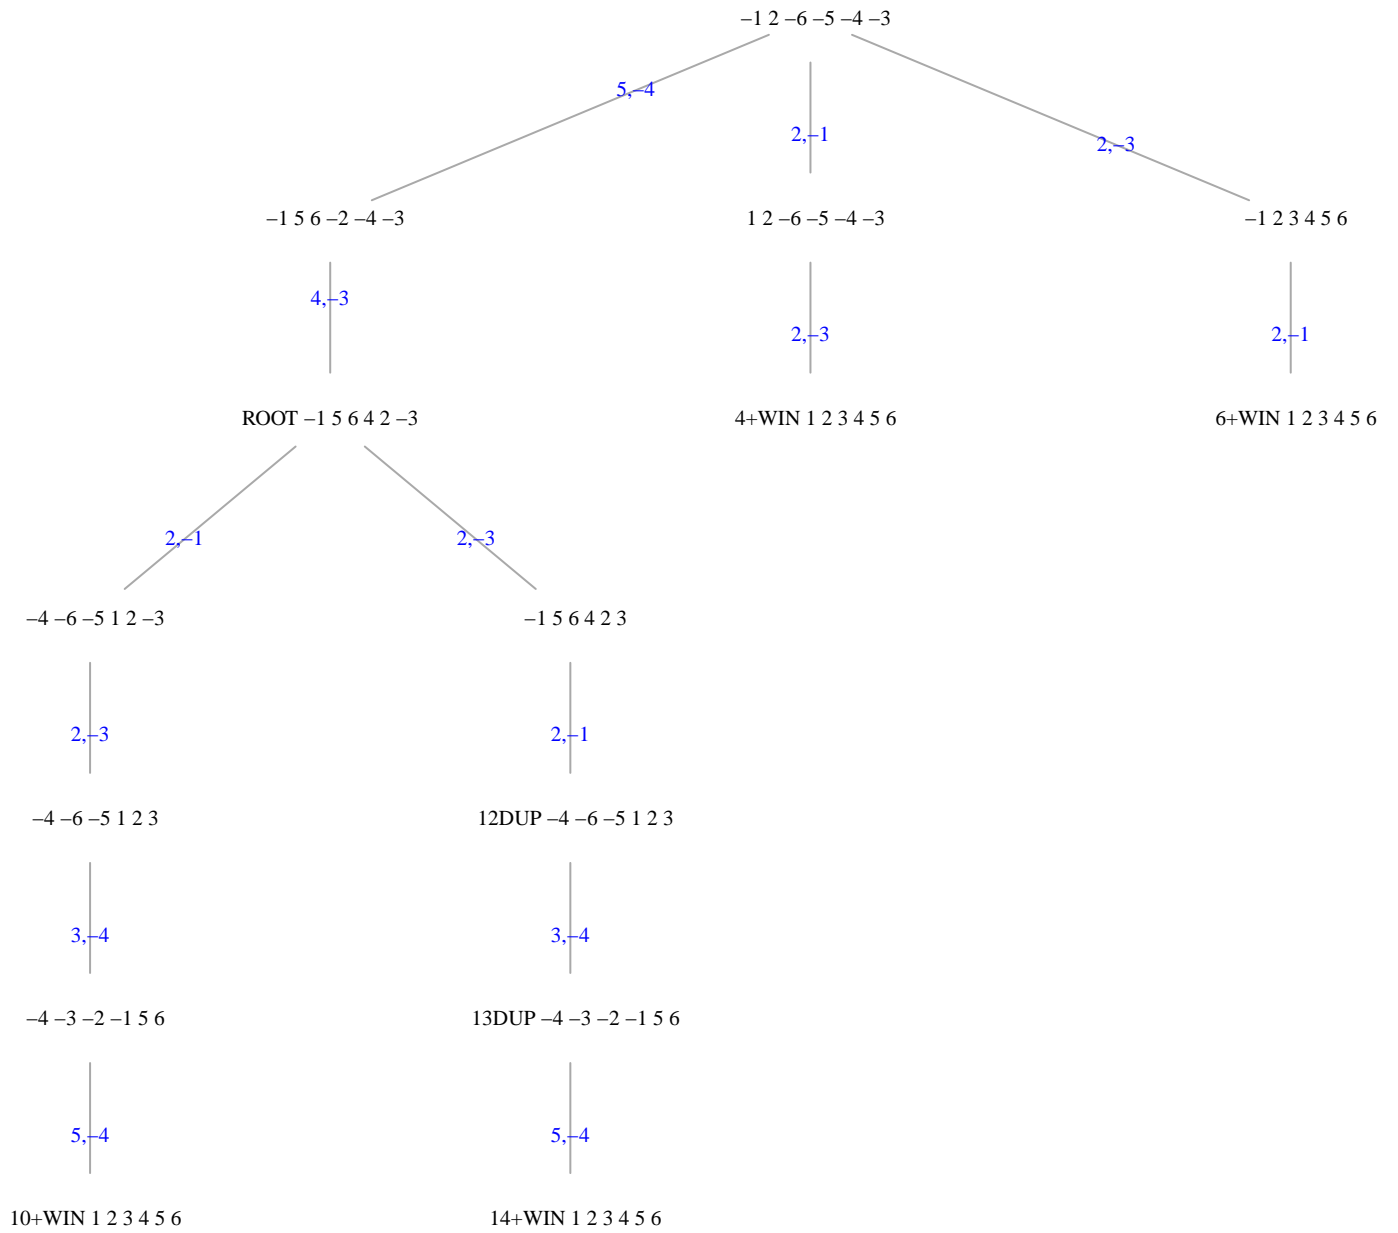 −1 2 −6 −5 −4 −3
5,−4
2,−1
2,−3
−1 5 6 −2 −4 −3
1 2 −6 −5 −4 −3
−1 2 3 4 5 6
4,−3
2,−3
2,−1
ROOT −1 5 6 4 2 −3
4+WIN 1 2 3 4 5 6
6+WIN 1 2 3 4 5 6
2,−1
2,−3
−4 −6 −5 1 2 −3
−1 5 6 4 2 3
2,−3
2,−1
−4 −6 −5 1 2 3
12DUP −4 −6 −5 1 2 3
3,−4
3,−4
−4 −3 −2 −1 5 6
13DUP −4 −3 −2 −1 5 6
5,−4
5,−4
10+WIN 1 2 3 4 5 6
14+WIN 1 2 3 4 5 6